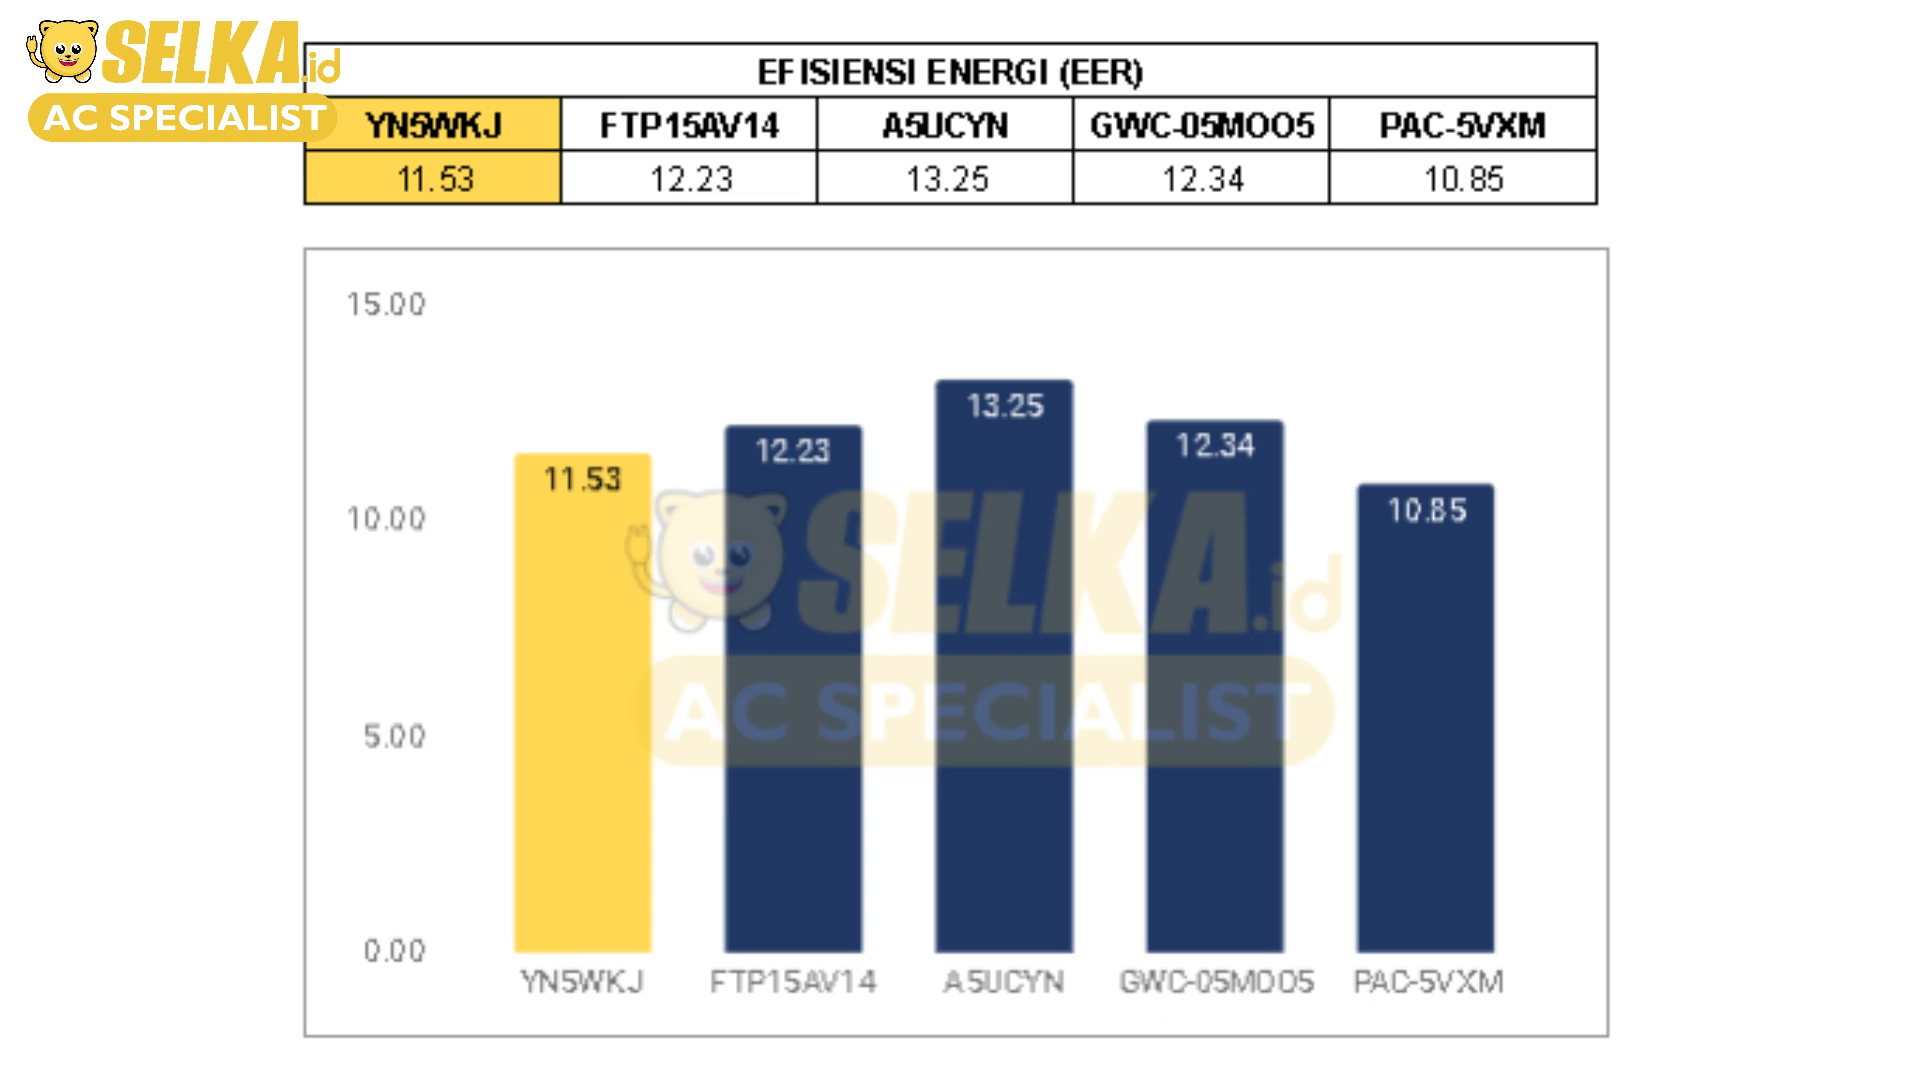 SELKA.id
AC SPECIALIST
EFISIENSI ENERGI (EER)
YN5WKJ FTP15AV14 A5UCYN GWC-05MOO5 PAC-5VXM
11.53 12.23 13.25 12.34 10.85
15.00
10.00
5.00
0.00
11.53 12.23 13.25 12.34 10.85
SELKA.id
AC SPECIALIST
YN5WKJ FTP15AV14 A5UCYN GWC-05MOO5 PAC-5VXM